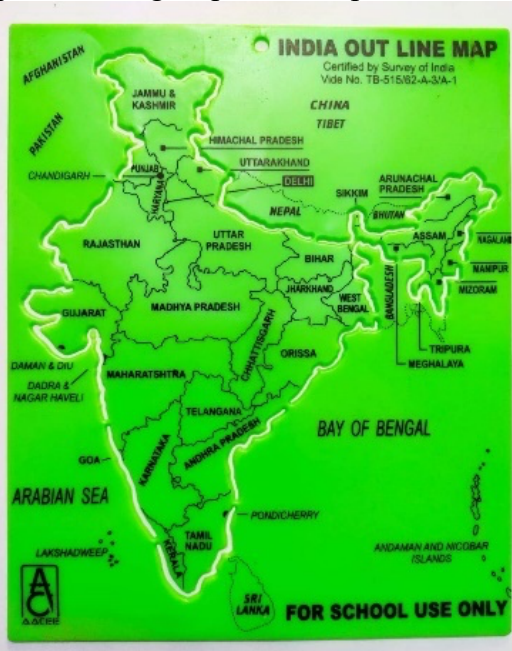 INDIA OUT LINE MAP
Certified by Survey of India
Vide No. TB-515/62-A-3/A-1
AFGHANISTAN
PAKISTAN
JAMMU &
KASHMIR
CHINA
TIBET
HIMACHAL PRADESH
PUNJAB
UTTARAKHAND
CHANDIGARH
HARYANA
DELHI
SIKKIM
ARUNACHAL
PRADESH
NEPAL
BHUTAN
RAJASTHAN
UTTAR
PRADESH
ASSAM
NAGALAND
BIHAR
MANIPUR
JHARKHAND
BANGLADESH
MIZORAM
GUJARAT
MADHYA PRADESH
WEST
BENGAL
CHHATTISGARH
ORISSA
TRIPURA
MEGHALAYA
DAMAN & DIU
DADRA &
NAGAR HAVELI
MAHARATSHTRA
TELANGANA
ANDHRA PRADESH
KARNATAKA
BAY OF BENGAL
GOA
ARABIAN SEA
PONDICHERRY
TAMIL
NADU
KERALA
LAKSHADWEEP
ANDAMAN AND NICOBAR
ISLANDS
SRI
LANKA
AACEE
FOR SCHOOL USE ONLY